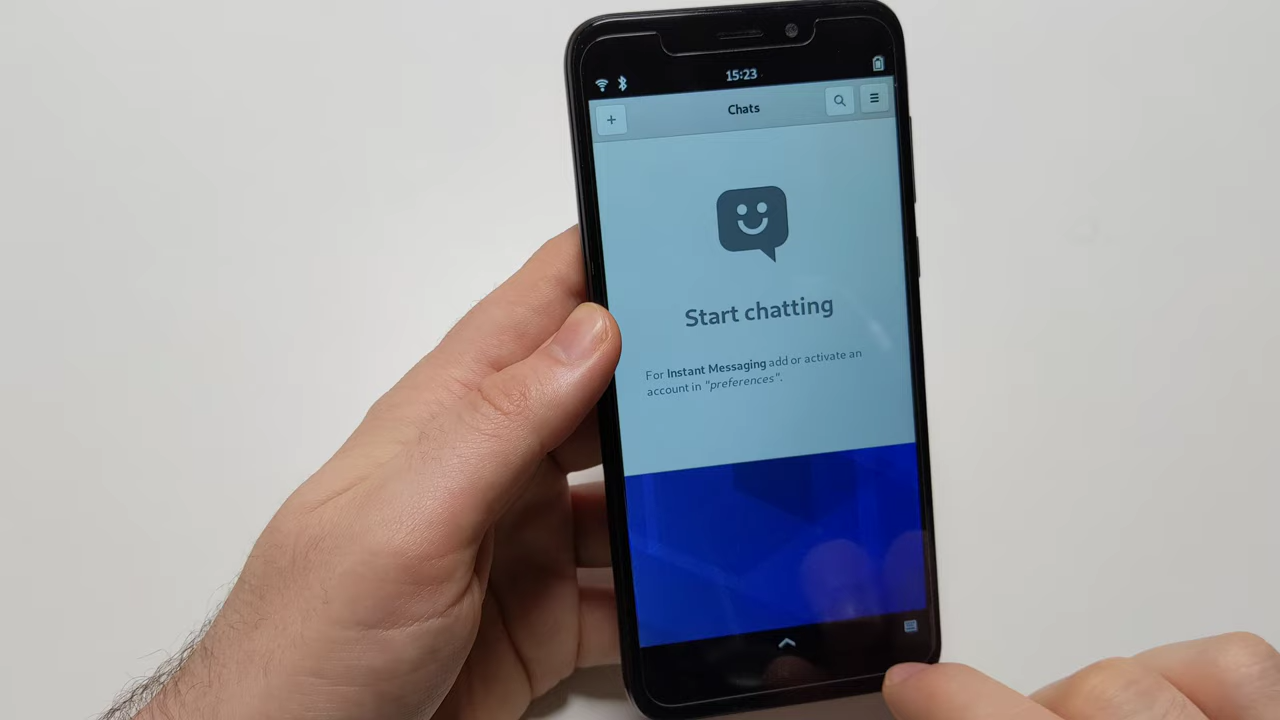 15:23
Chats
Start chatting
For Instant Messaging add or activate an
account in "preferences".